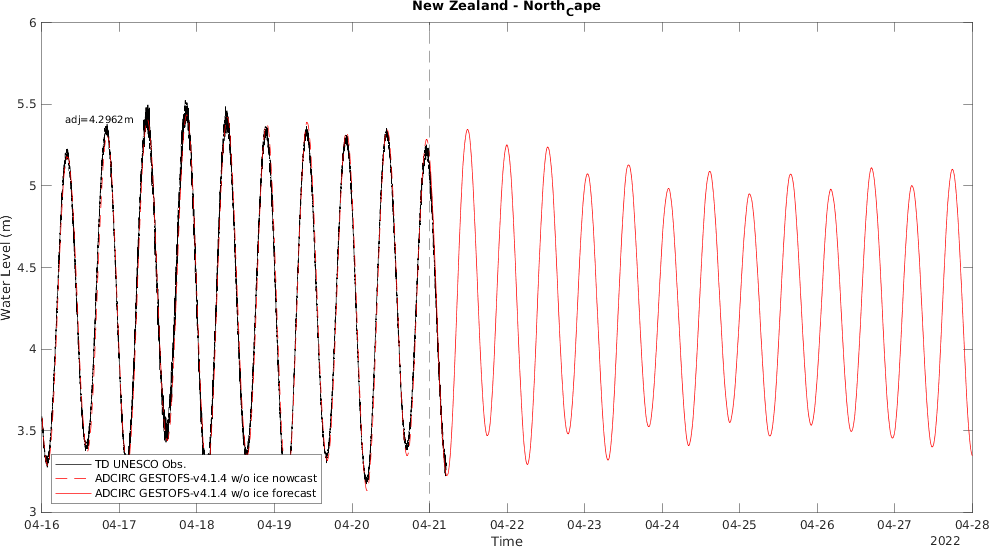 New Zealand - NorthCape
6
5.5
adj=4.2962m
5
4.5
4
3.5
3
Water Level (m)
TD UNESCO Obs.
ADCIRC GESTOFS-v4.1.4 w/o ice nowcast
ADCIRC GESTOFS-v4.1.4 w/o ice forecast
04-16 04-17 04-18 04-19 04-20 04-21 04-22 04-23 04-24 04-25 04-26 04-27 04-28
Time
2022